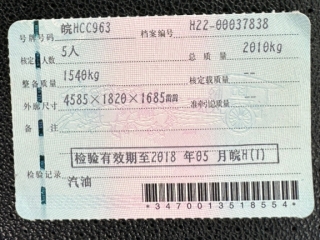 号牌号码 皖HCC963 档案编号 H22-00037838
核定人数 5人 总质量 2010kg
整备质量 1540kg 核定载质量 --
外廓尺寸 4585×1820×1685mm 准牵引总质量 --
备注
检验有效期至2018 年05 月皖H(1)
检验记录
汽油
*3470013518554*